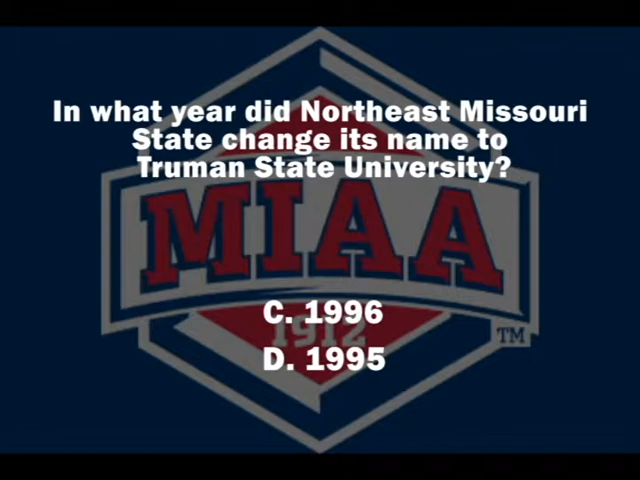 In what year did Northeast Missouri
State change its name to
Truman State University?
MIAA
C. 1996
1912
TM
D. 1995